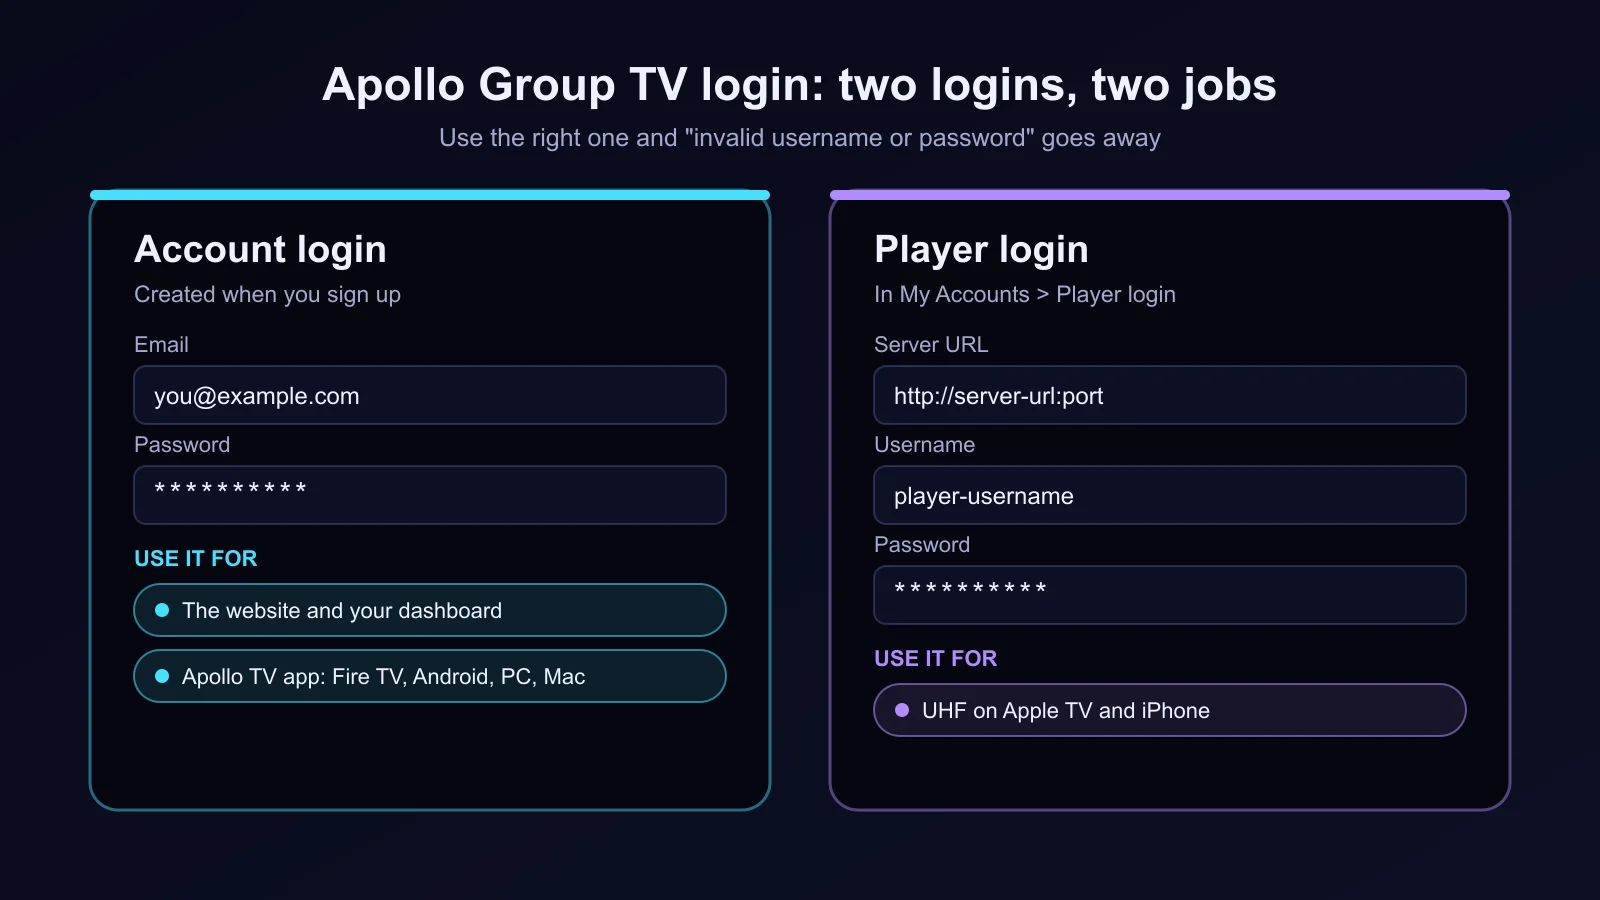 Apollo Group TV login: two logins, two jobs
Use the right one and "invalid username or password" goes away
Account login
Created when you sign up
Email
you@example.com
Password
**********
USE IT FOR
The website and your dashboard
Apollo TV app: Fire TV, Android, PC, Mac
Player login
In My Accounts > Player login
Server URL
http://server-url:port
Username
player-username
Password
**********
USE IT FOR
UHF on Apple TV and iPhone